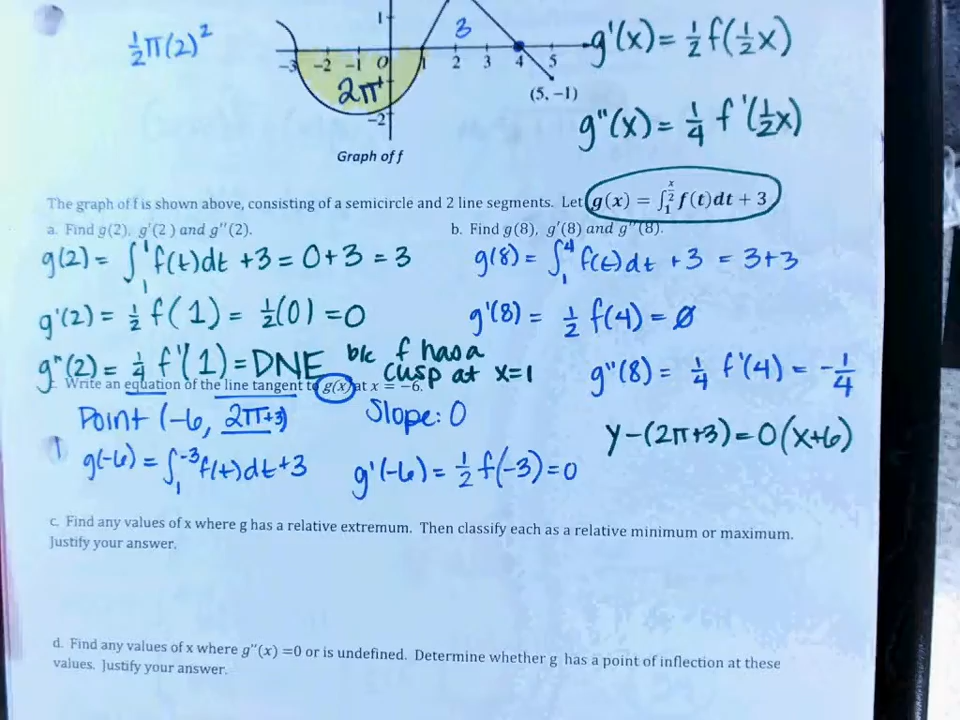 ½π(2)²
1
3
g'(x) = ½ f(½x)
-3 -2 -1 0 1 2 3 4 5
2π
(5, -1)
-2
g"(x) = ¼ f'(½x)
Graph of f
The graph of f is shown above, consisting of a semicircle and 2 line segments. Let g(x) = ∫₁^(x/2) f(t)dt + 3
a. Find g(2), g'(2) and g''(2).
b. Find g(8), g'(8) and g''(8).
g(2) = ∫₁¹ f(t)dt + 3 = 0+3 = 3
g(8) = ∫₁⁴ f(t)dt + 3 = 3+3
g'(2) = ½ f(1) = ½(0) = 0
g'(8) = ½ f(4) = 0
g"(2) = ¼ f'(1) = DNE b/c f has a cusp at x=1
g"(8) = ¼ f'(4) = -¼
Write an equation of the line tangent to g(x) at x = -6.
Point (-6, 2π+3) Slope: 0
y-(2π+3) = 0(x+6)
g(-6) = ∫₁⁻³ f(t)dt+3 g'(-6) = ½ f(-3) = 0
c. Find any values of x where g has a relative extremum. Then classify each as a relative minimum or maximum.
Justify your answer.
d. Find any values of x where g''(x) =0 or is undefined. Determine whether g has a point of inflection at these
values. Justify your answer.